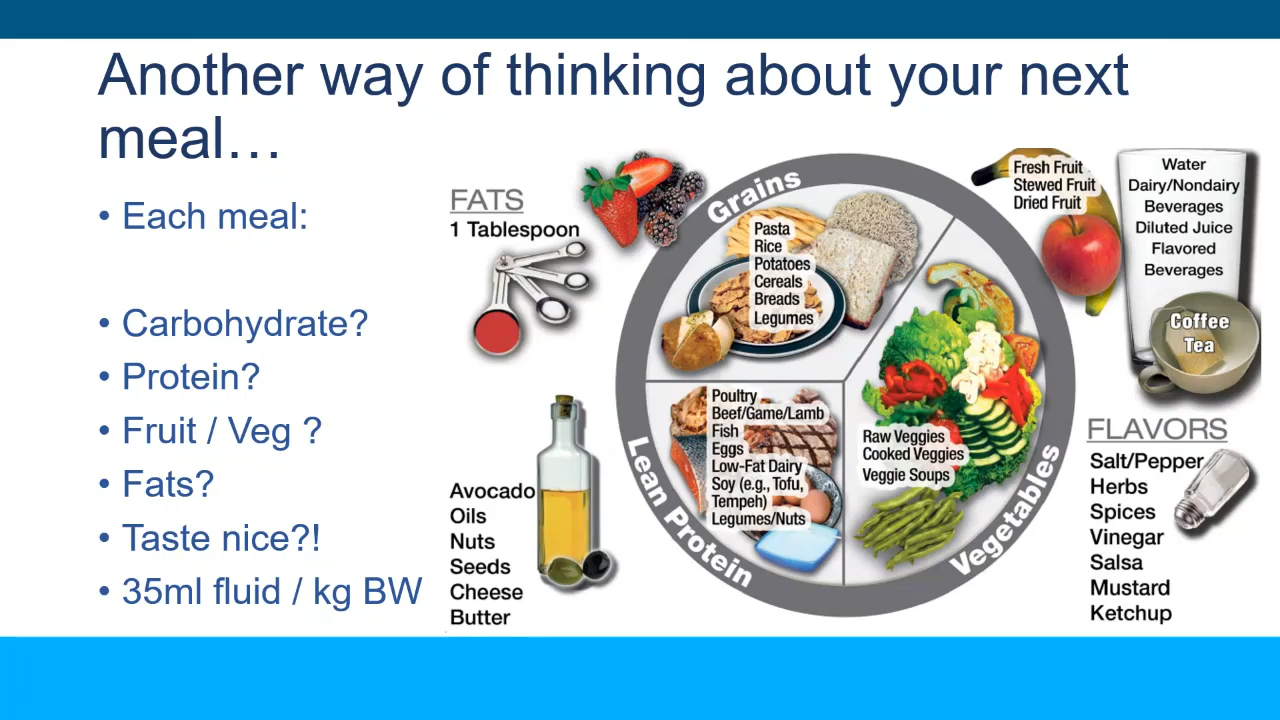 Another way of thinking about your next
meal…
• Each meal:
• Carbohydrate?
• Protein?
• Fruit / Veg ?
• Fats?
• Taste nice?!
• 35ml fluid / kg BW
FATS
1 Tablespoon
Avocado
Oils
Nuts
Seeds
Cheese
Butter
Grains
Pasta
Rice
Potatoes
Cereals
Breads
Legumes
Lean Protein
Poultry
Beef/Game/Lamb
Fish
Eggs
Low-Fat Dairy
Soy (e.g., Tofu,
Tempeh)
Legumes/Nuts
Vegetables
Raw Veggies
Cooked Veggies
Veggie Soups
Fresh Fruit
Stewed Fruit
Dried Fruit
Water
Dairy/Nondairy
Beverages
Diluted Juice
Flavored
Beverages
Coffee
Tea
FLAVORS
Salt/Pepper
Herbs
Spices
Vinegar
Salsa
Mustard
Ketchup